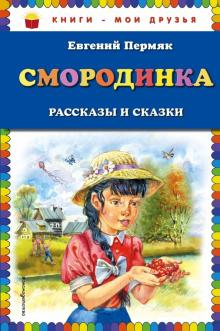 КНИГИ - МОИ ДРУЗЬЯ
Евгений Пермяк
СМОРОДИНКА
РАССКАЗЫ И СКАЗКИ